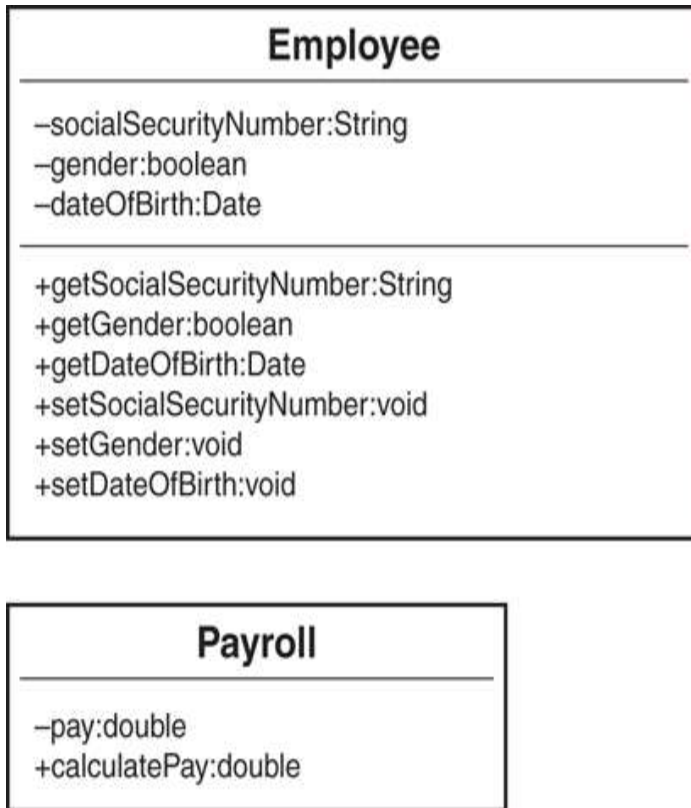 Employee
–socialSecurityNumber:String
–gender:boolean
–dateOfBirth:Date
+getSocialSecurityNumber:String
+getGender:boolean
+getDateOfBirth:Date
+setSocialSecurityNumber:void
+setGender:void
+setDateOfBirth:void
Payroll
–pay:double
+calculatePay:double